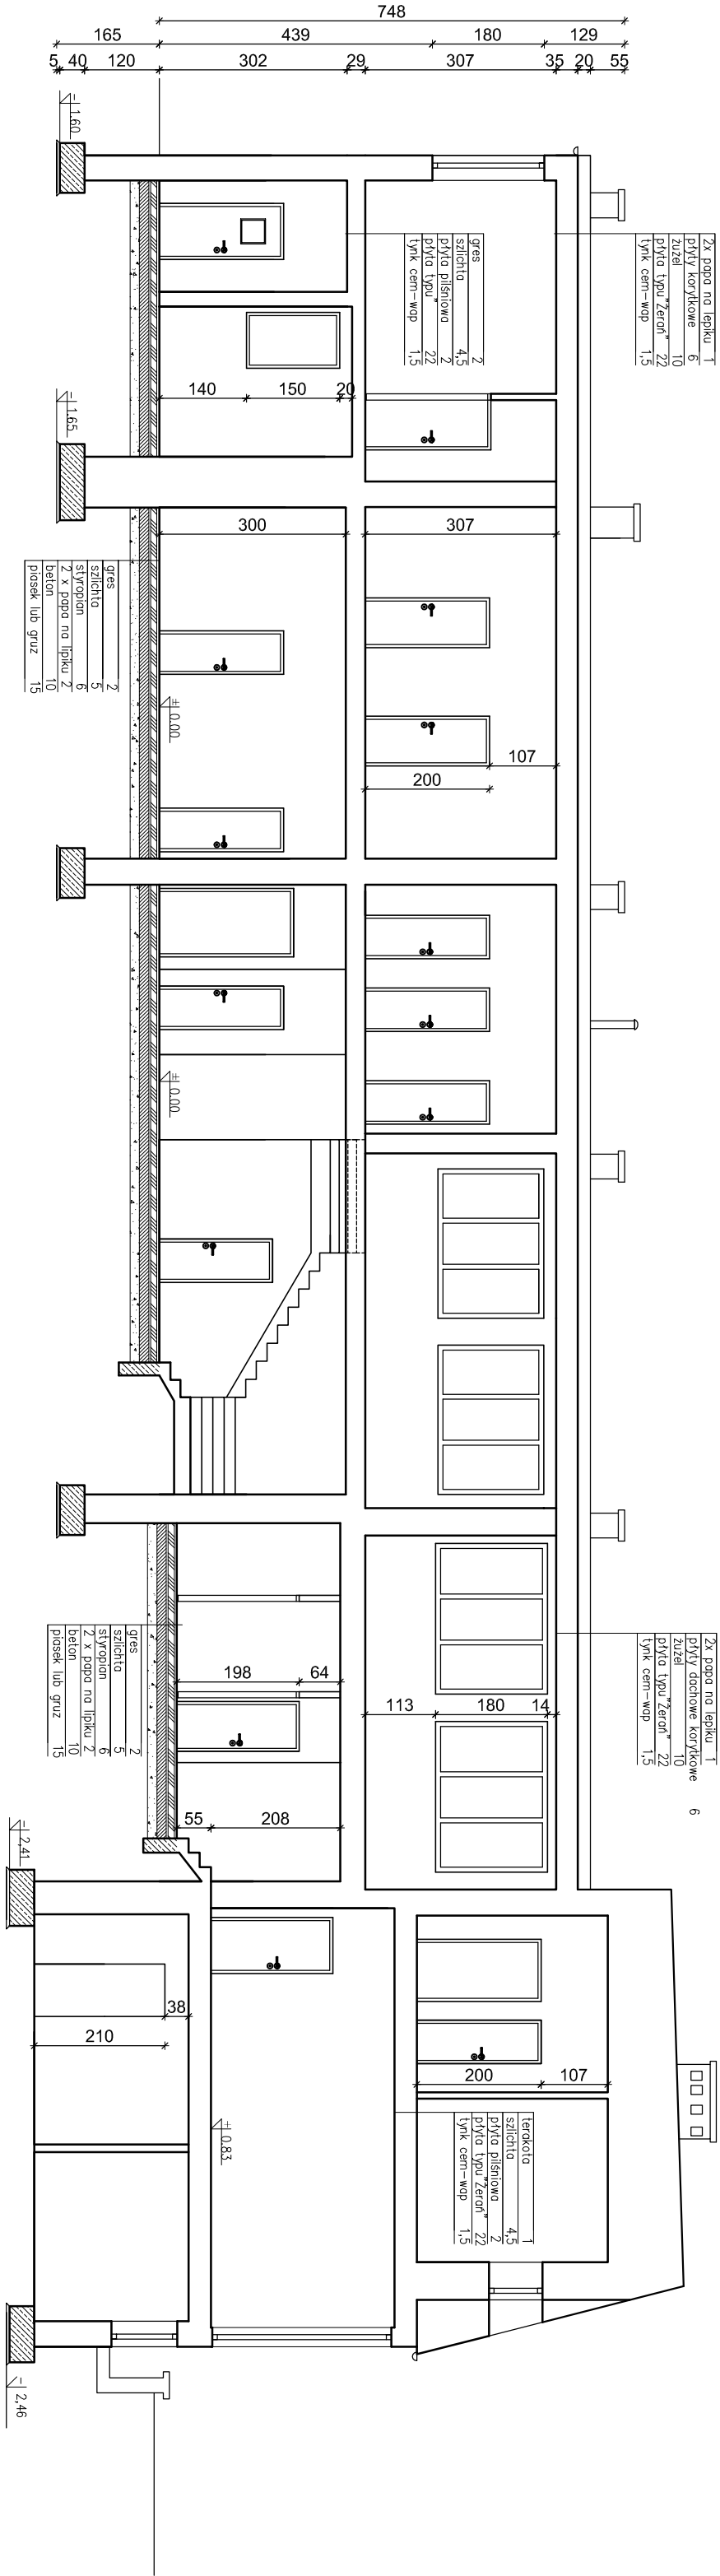 748
165 439 180 129
5 40 120 302 29 307 35 20 55
-1.60
2x papa na lepiku 1
płyty korytkowe 6
żużel 10
płyta typu"Żerań" 22
tynk cem-wap 1,5
gres 2
szlichta 4,5
płyta pilśniowa 2
płyta typu" 22
tynk cem-wap 1,5
140 150 20
-1.65
300 307
gres 2
szlichta 5
styropian 6
2 x papa na lipiku 2
beton 10
piasek lub gruz 15
± 0.00
107
200
± 0.00
2x papa na lepiku 1
płyty dachowe korytkowe 6
żużel 10
płyta typu"Żerań" 22
tynk cem-wap 1,5
gres 2
szlichta 5
styropian 6
2 x papa na lipiku 2
beton 10
piasek lub gruz 15
198 64
113 180 14
55 208
-2,41
38
210
200 107
± 0.83
terakota 1
szlichta 4,5
płyta pilśniowa 2
płyta typu"Żerań" 22
tynk cem-wap 1,5
-2,46